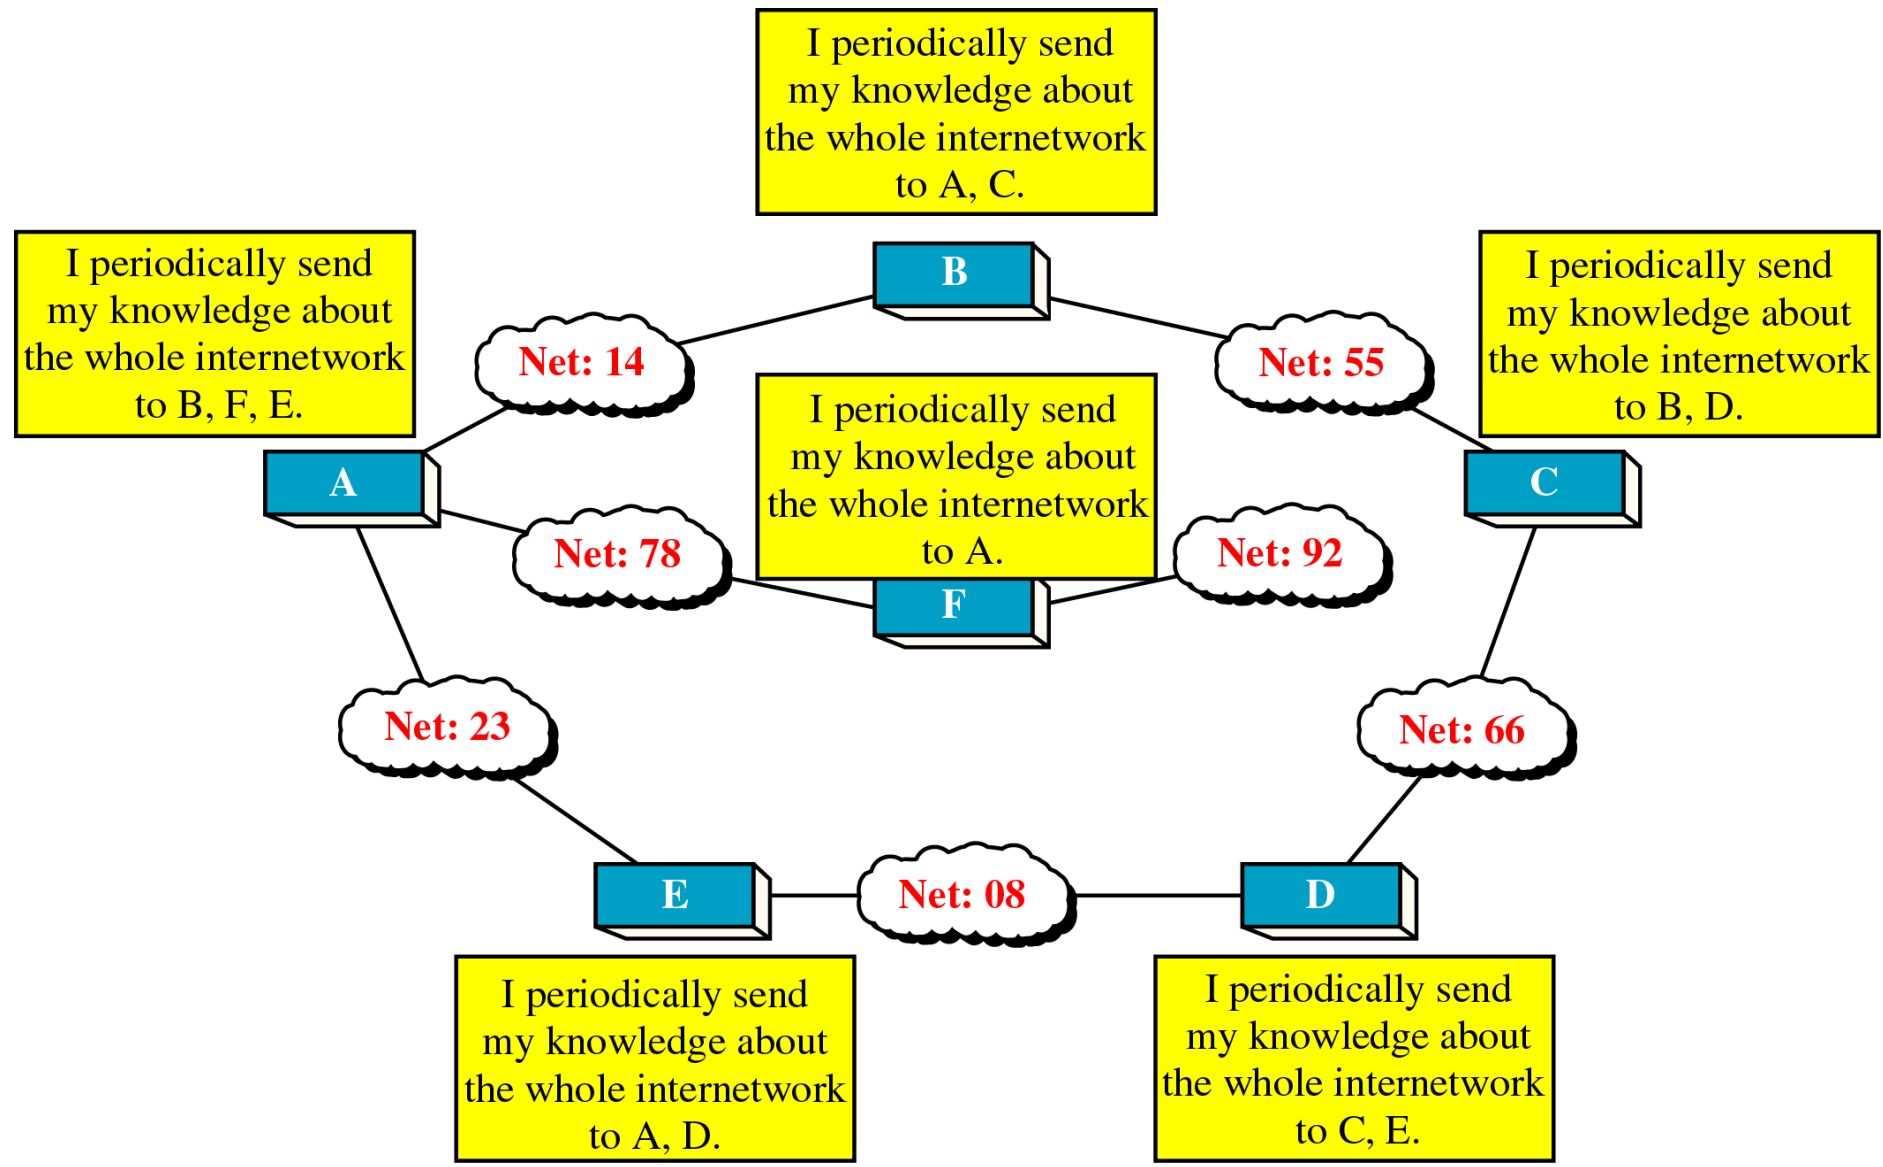 I periodically send
my knowledge about
the whole internetwork
to A, C.
I periodically send
my knowledge about
the whole internetwork
to B, F, E.
B
I periodically send
my knowledge about
the whole internetwork
to B, D.
Net: 14
Net: 55
I periodically send
my knowledge about
the whole internetwork
to A.
A
C
Net: 78
Net: 92
F
Net: 23
Net: 66
E
Net: 08
D
I periodically send
my knowledge about
the whole internetwork
to A, D.
I periodically send
my knowledge about
the whole internetwork
to C, E.